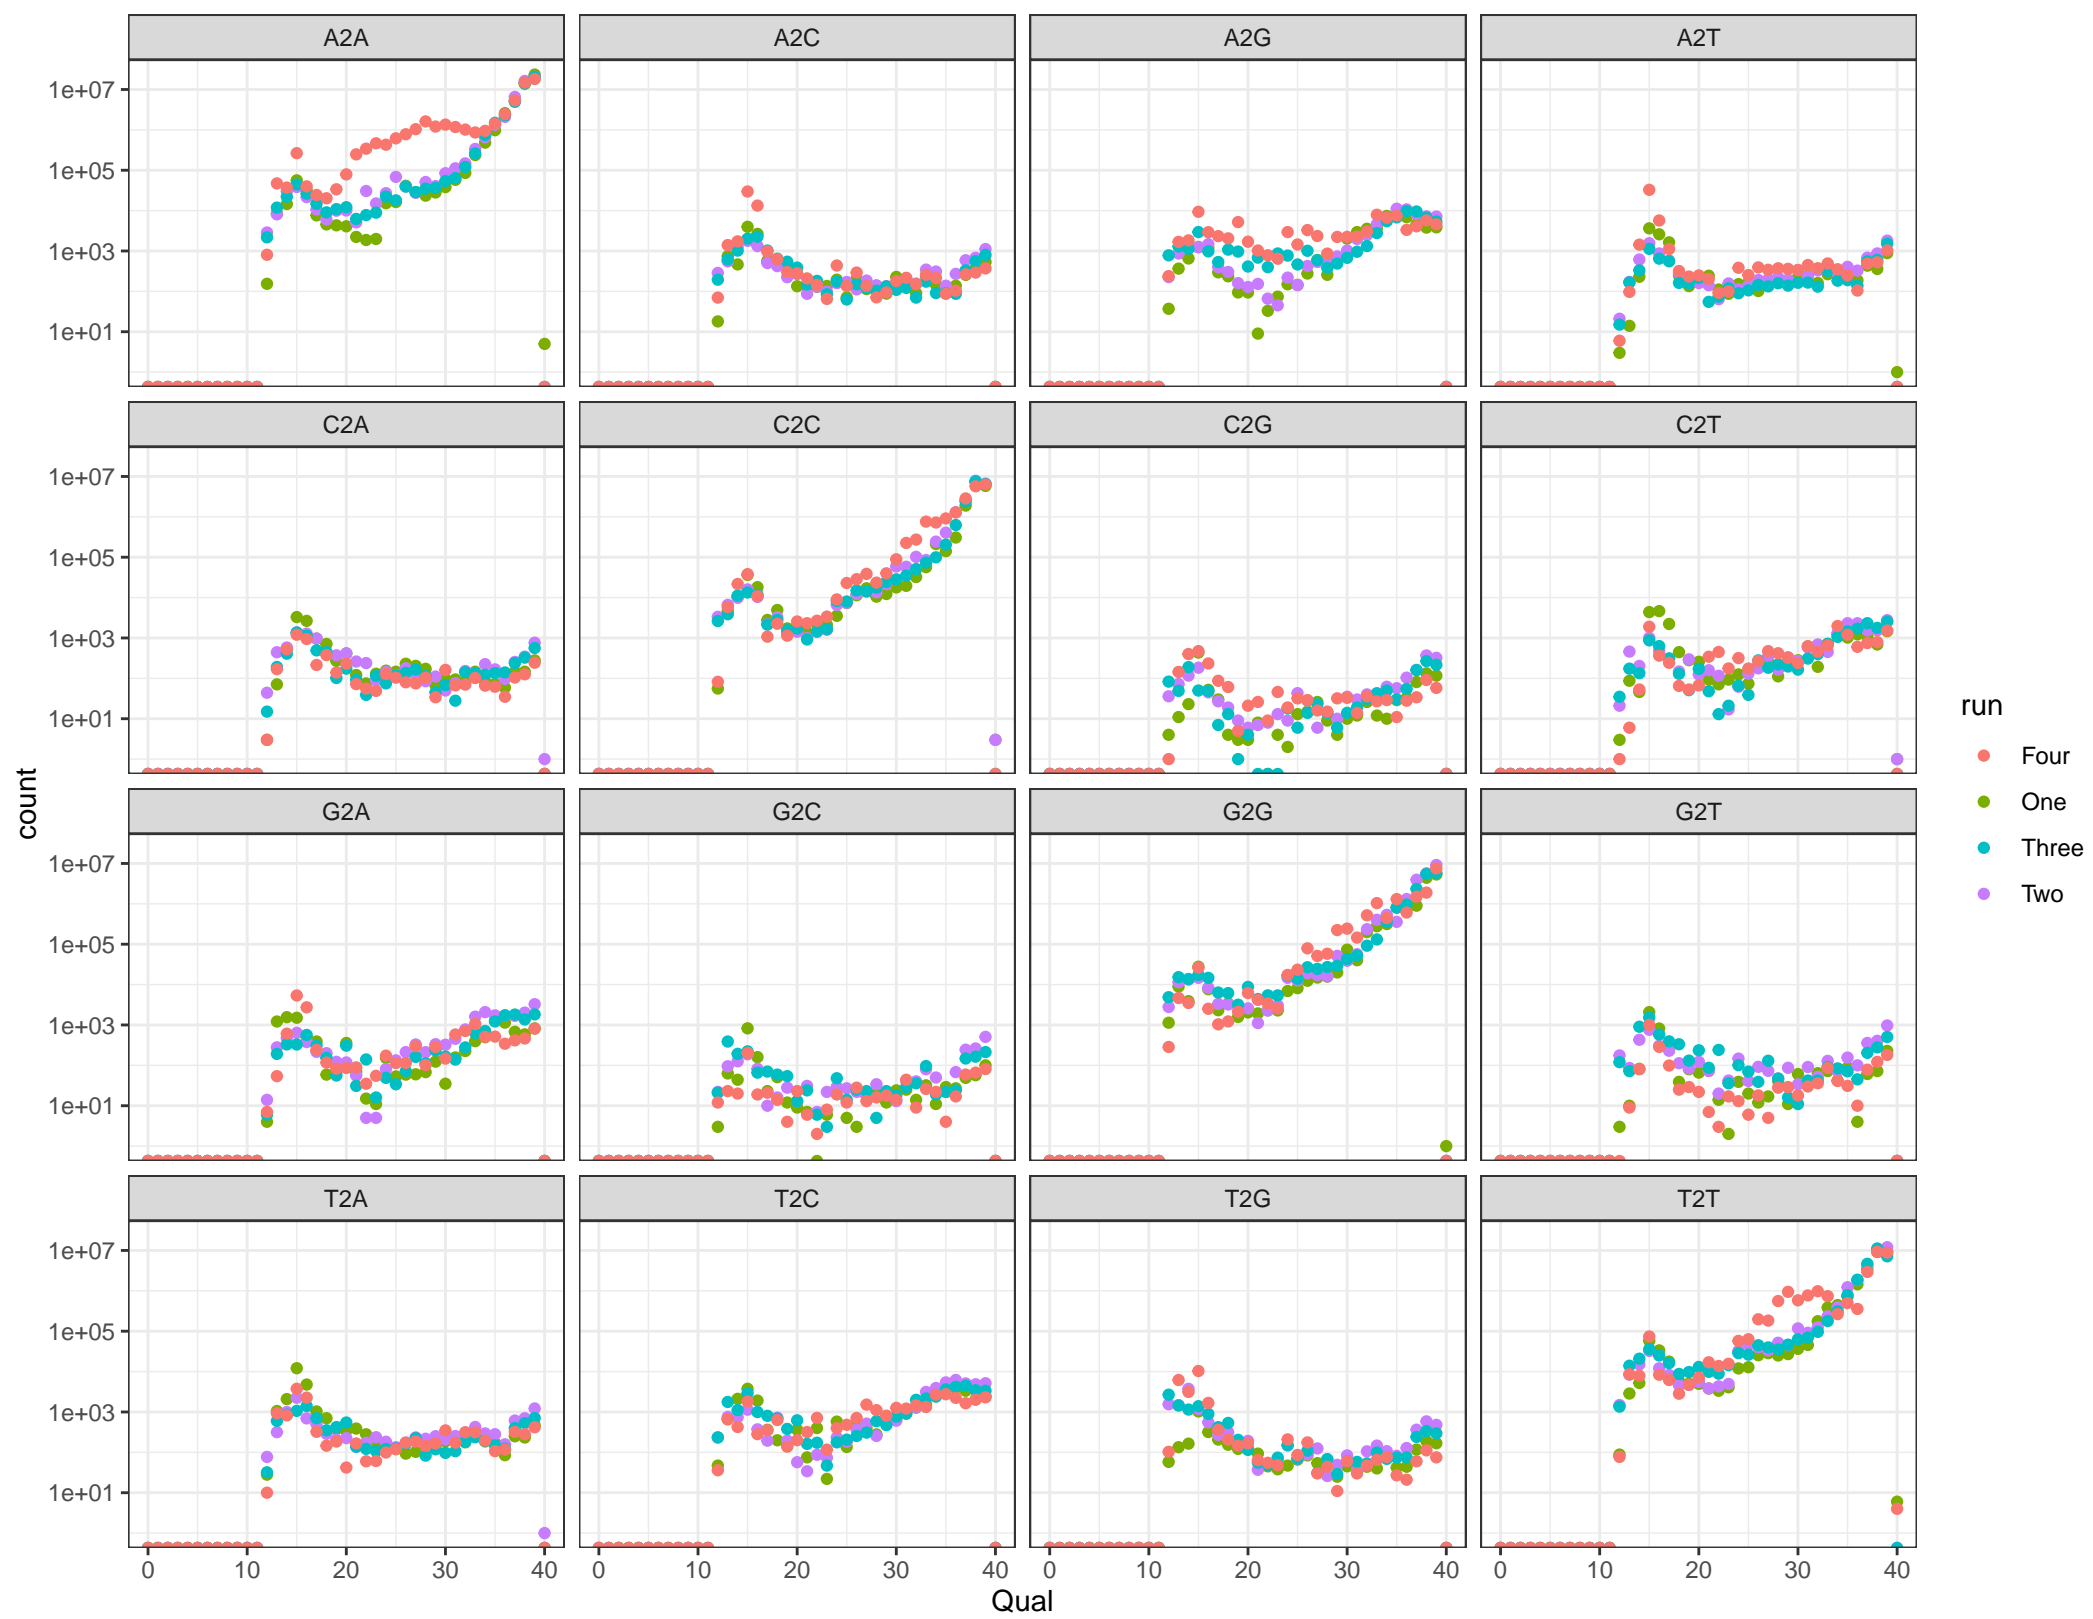 A2A A2C A2G A2T
1e+07
1e+05
1e+03
1e+01
C2A C2C C2G C2T
1e+07
1e+05
1e+03
1e+01
G2A G2C G2G G2T
1e+07
1e+05
1e+03
1e+01
T2A T2C T2G T2T
1e+07
1e+05
1e+03
1e+01
0 10 20 30 40 0 10 20 30 40 0 10 20 30 40 0 10 20 30 40
Qual
count
run
Four
One
Three
Two